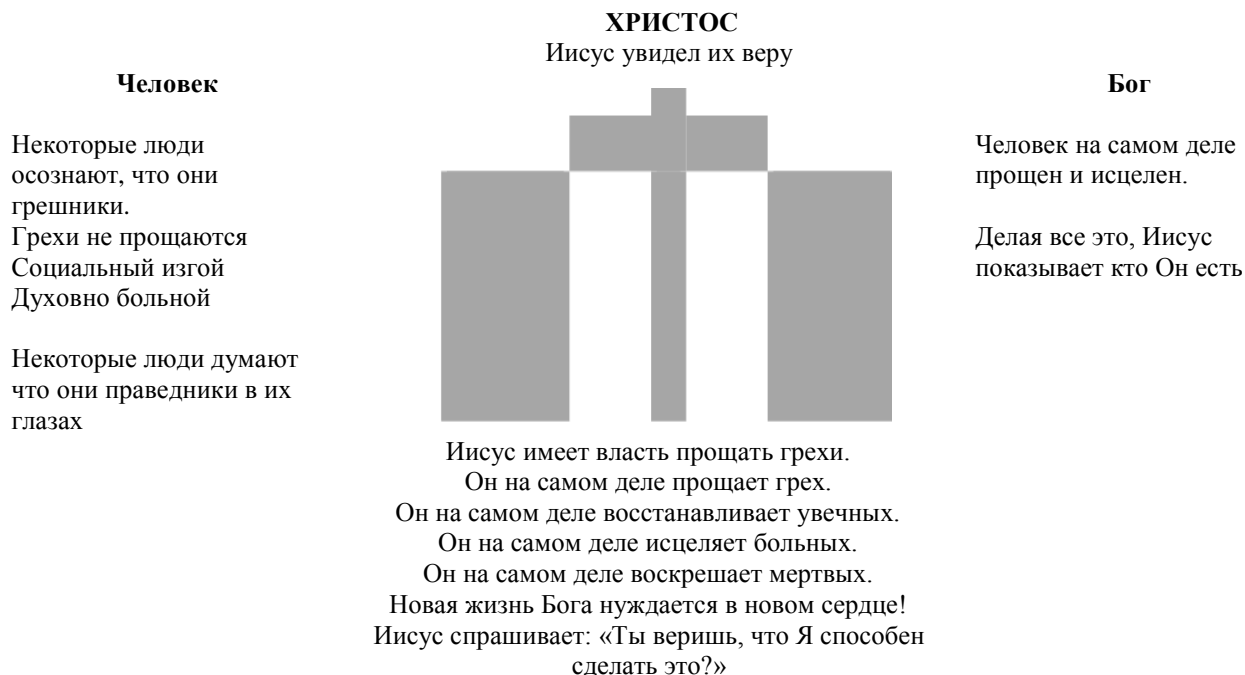 ХРИСТОС
Иисус увидел их веру
Человек
Некоторые люди
осознают, что они
грешники.
Грехи не прощаются
Социальный изгой
Духовно больной
Некоторые люди думают
что они праведники в их
глазах
Бог
Человек на самом деле
прощен и исцелен.
Делая все это, Иисус
показывает кто Он есть
Иисус имеет власть прощать грехи.
Он на самом деле прощает грех.
Он на самом деле восстанавливает увечных.
Он на самом деле исцеляет больных.
Он на самом деле воскрешает мертвых.
Новая жизнь Бога нуждается в новом сердце!
Иисус спрашивает: «Ты веришь, что Я способен
сделать это?»